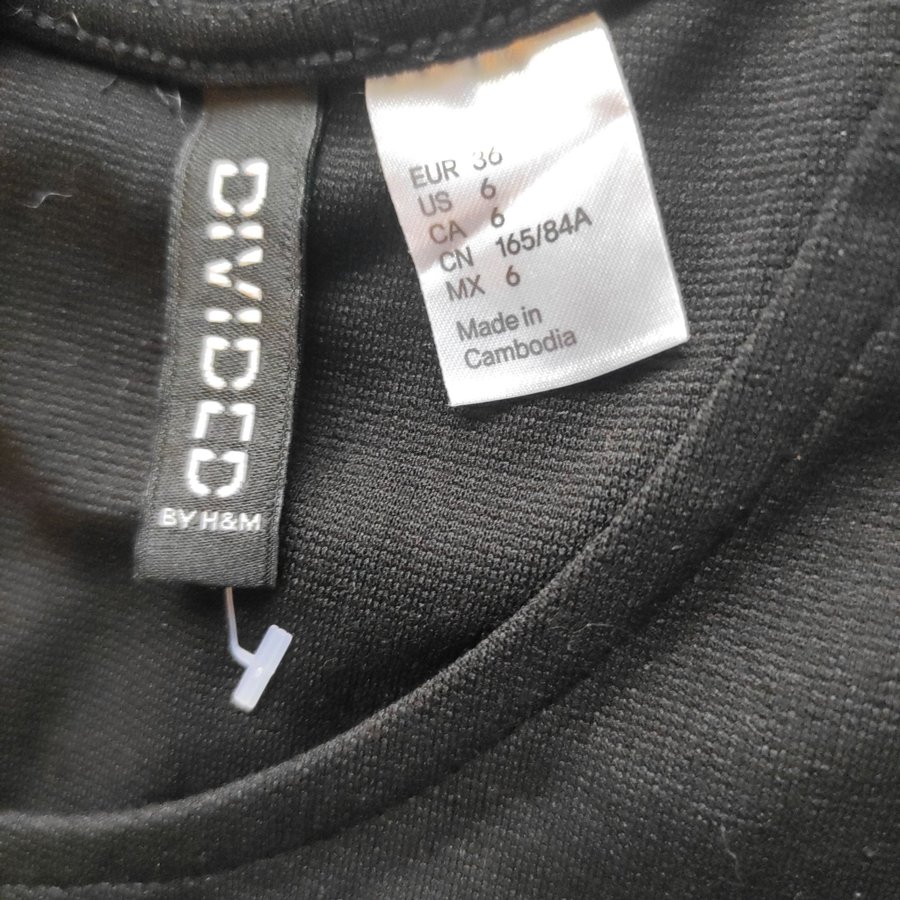 DIVIDED
BY H&M
EUR 36
US 6
CA 6
CN 165/84A
MX 6
Made in
Cambodia